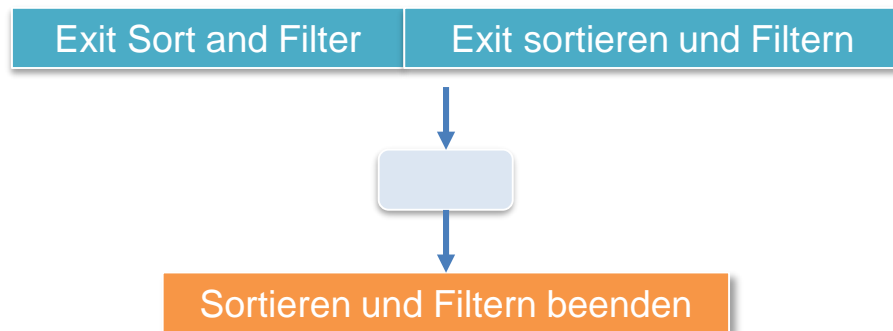 Exit Sort and Filter
Exit sortieren und Filtern
Sortieren und Filtern beenden